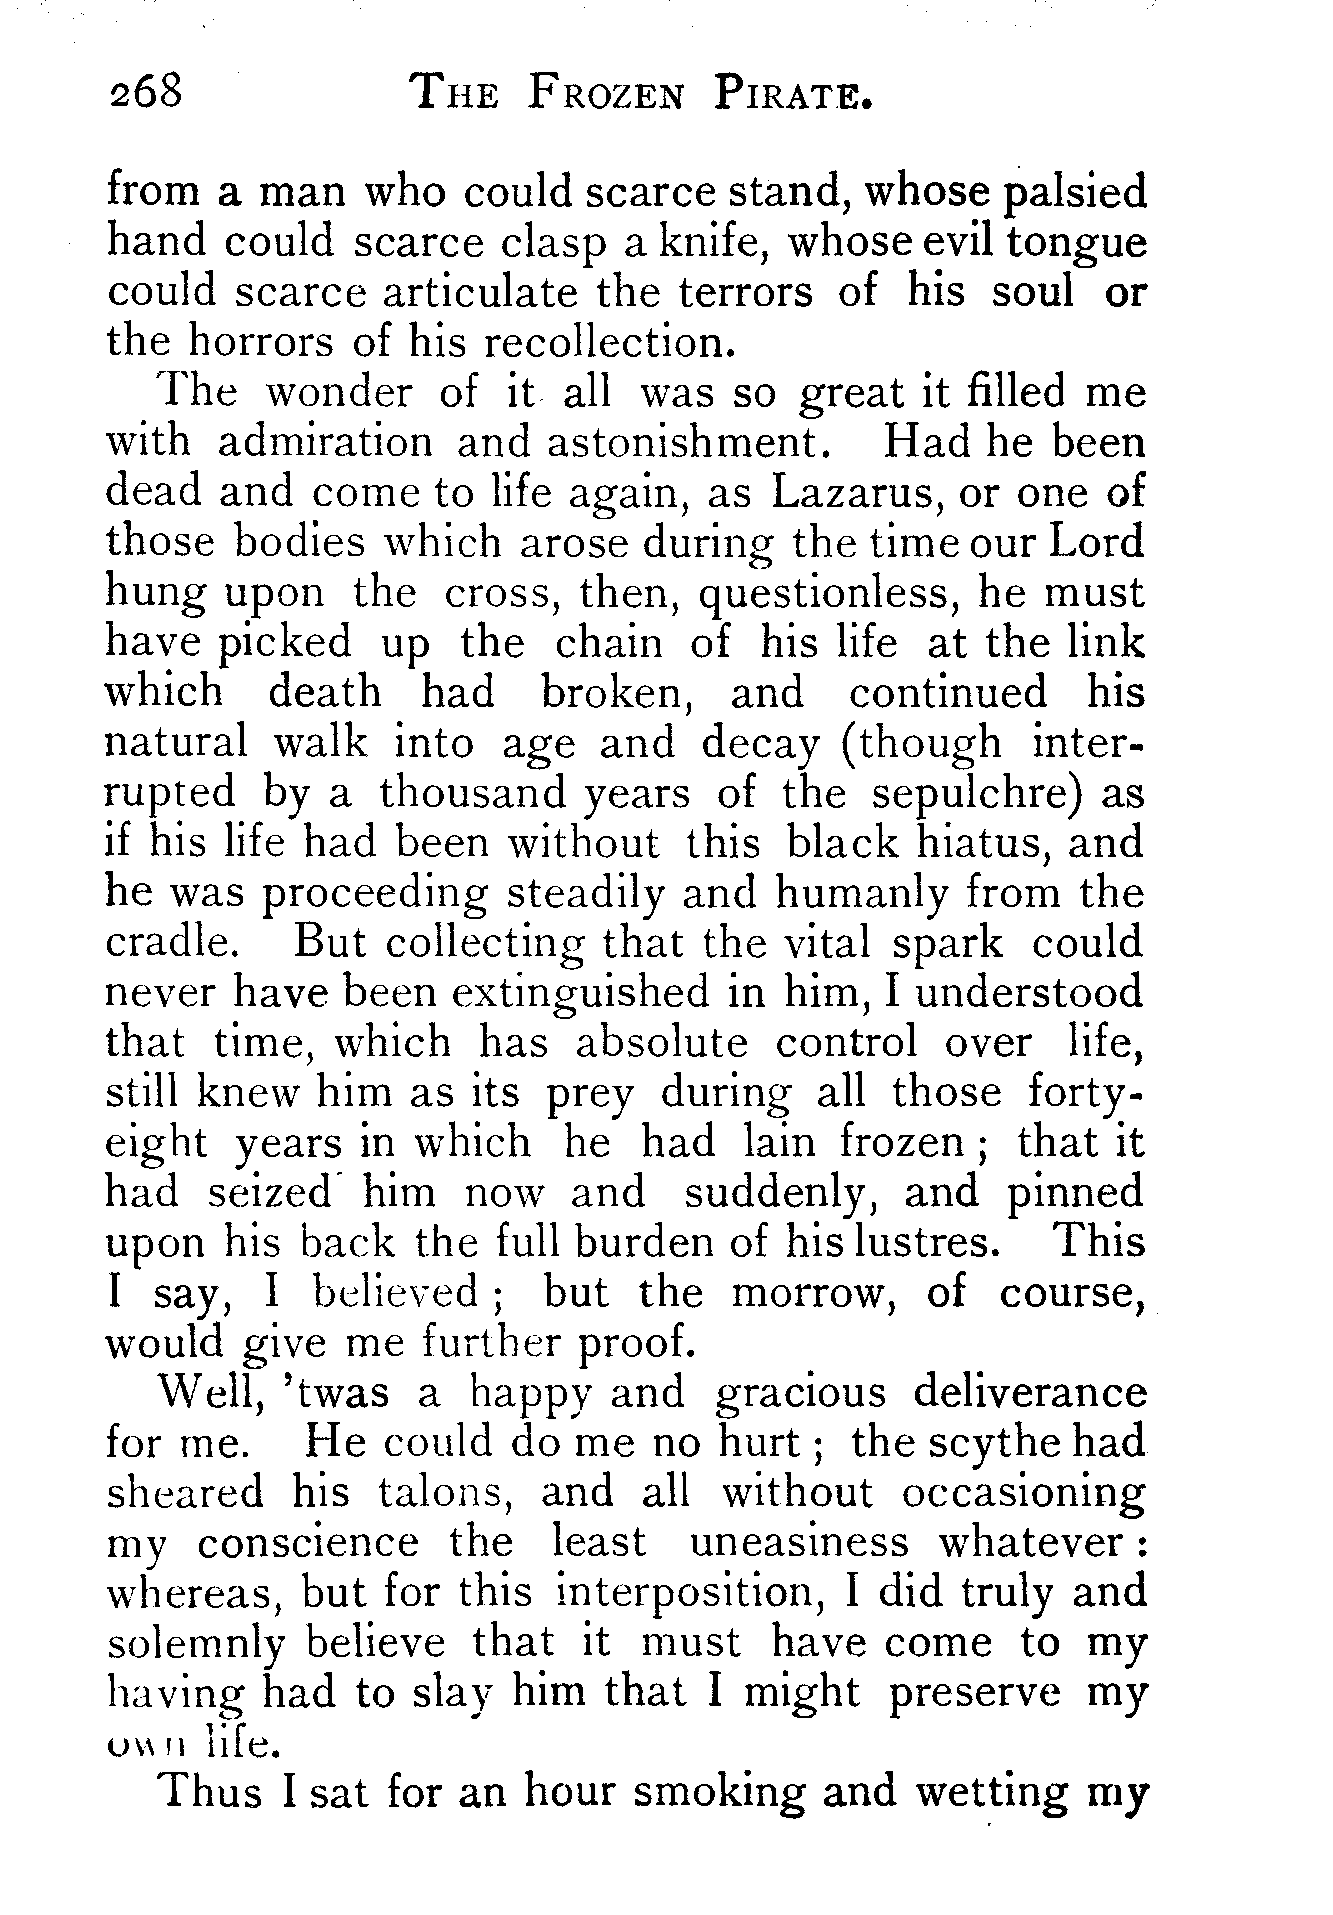 268 The Frozen Pirate.
from a man who could scarce stand, whose palsied
hand could scarce clasp a knife, whose evil tongue
could scarce articulate the terrors of his soul or
the horrors of his recollection.
The wonder of it all was so great it filled me
with admiration and astonishment. Had he been
dead and come to life again, as Lazarus, or one of
those bodies which arose during the time our Lord
hung upon the cross, then, questionless, he must
have picked up the chain of his life at the link
which death had broken, and continued his
natural walk into age and decay (though inter-
rupted by a thousand years of the sepulchre) as
if his life had been without this black hiatus, and
he was proceeding steadily and humanly from the
cradle. But collecting that the vital spark could
never have been extinguished in him, I understood
that time, which has absolute control over life,
still knew him as its prey during all those forty-
eight years in which he had lain frozen ; that it
had seized him now and suddenly, and pinned
upon his back the full burden of his lustres. This
I say, I believed ; but the morrow, of course,
would give me further proof.
Well, 'twas a happy and gracious deliverance
for me. He could do me no hurt ; the scythe had
sheared his talons, and all without occasioning
my conscience the least uneasiness whatever :
whereas, but for this interposition, I did truly and
solemnly believe that it must have come to my
having had to slay him that I might preserve my
own life.
Thus I sat for an hour smoking and wetting my